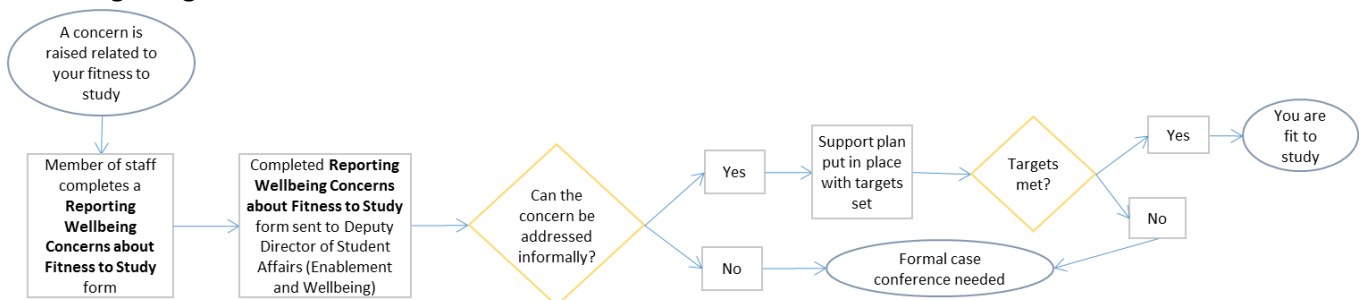 A concern is
raised related to
your fitness to
study
Member of staff
completes a
Reporting
Wellbeing
Concerns about
Fitness to Study
form
Completed Reporting
Wellbeing Concerns
about Fitness to Study
form sent to Deputy
Director of Student
Affairs (Enablement
and Wellbeing)
Can the
concern be
addressed
informally?
Yes
No
Support plan
put in place
with targets
set
Targets
met?
Yes
No
You are
fit to
study
Formal case
conference needed